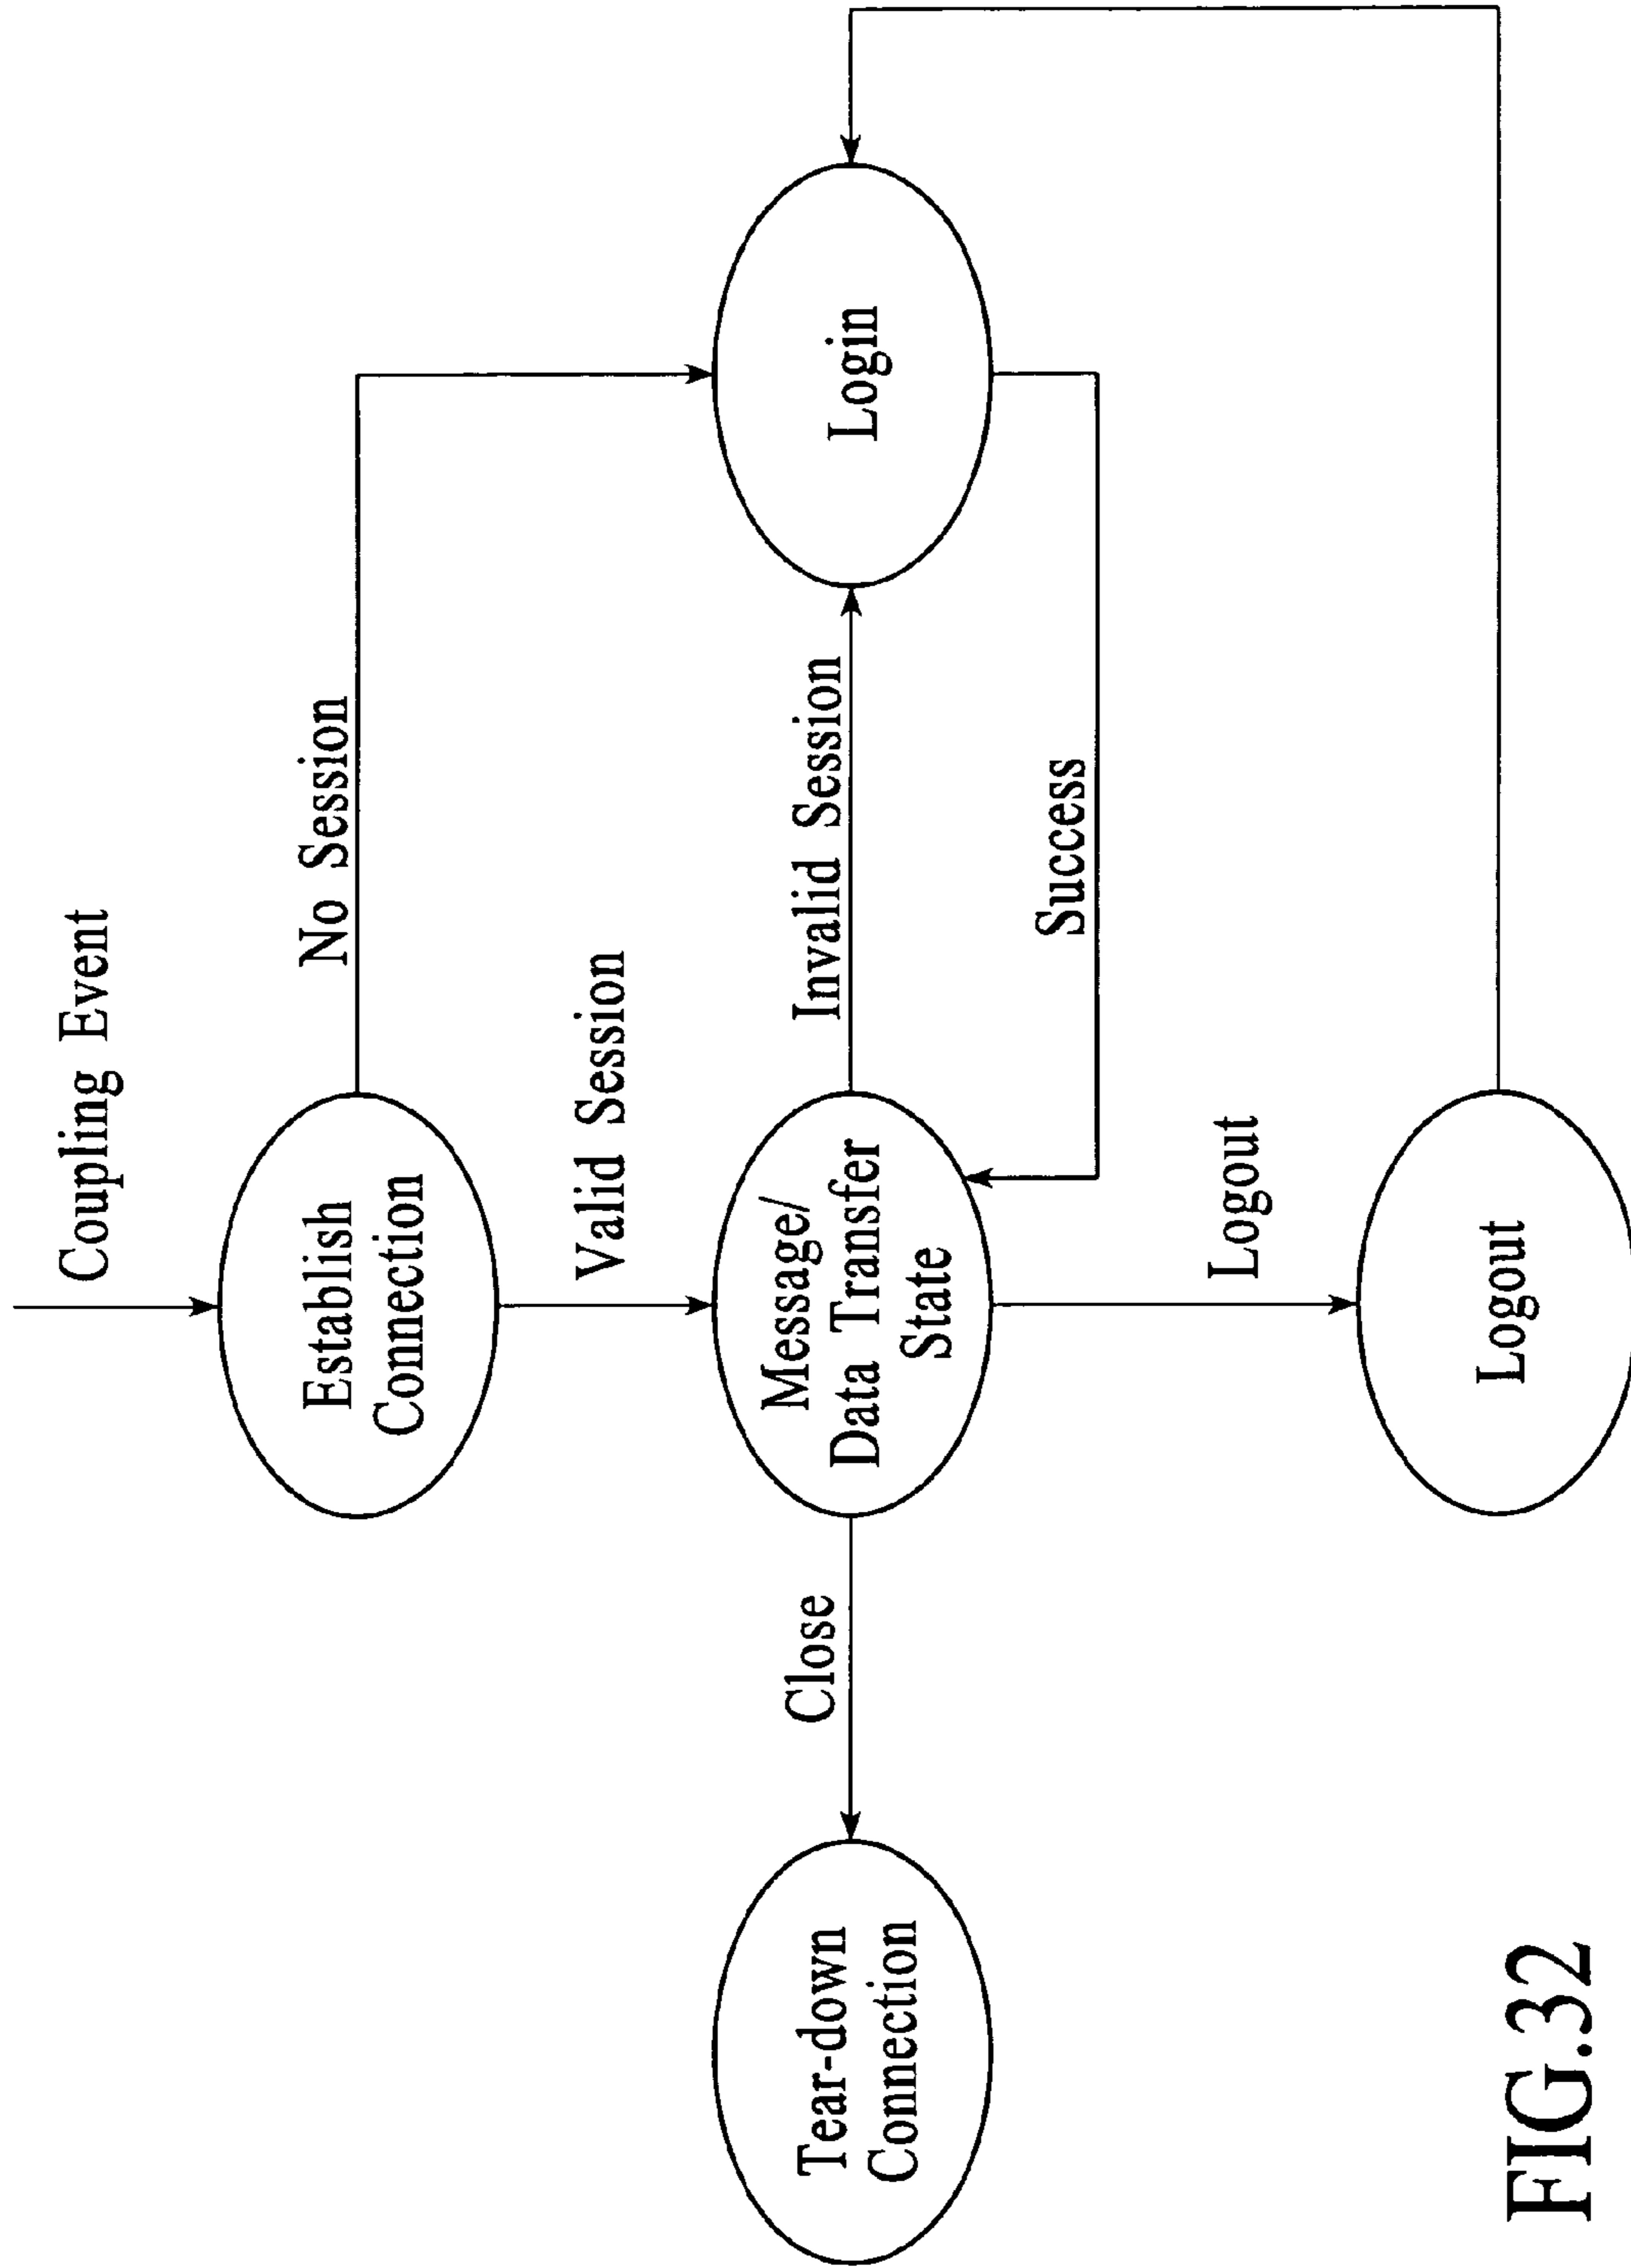 Coupling Event
Establish
Connection
No Session
Valid Session
Tear-down
Connection
Close
Message/
Data Transfer
State
Invalid Session
Login
Success
Logout
Logout
FIG.32